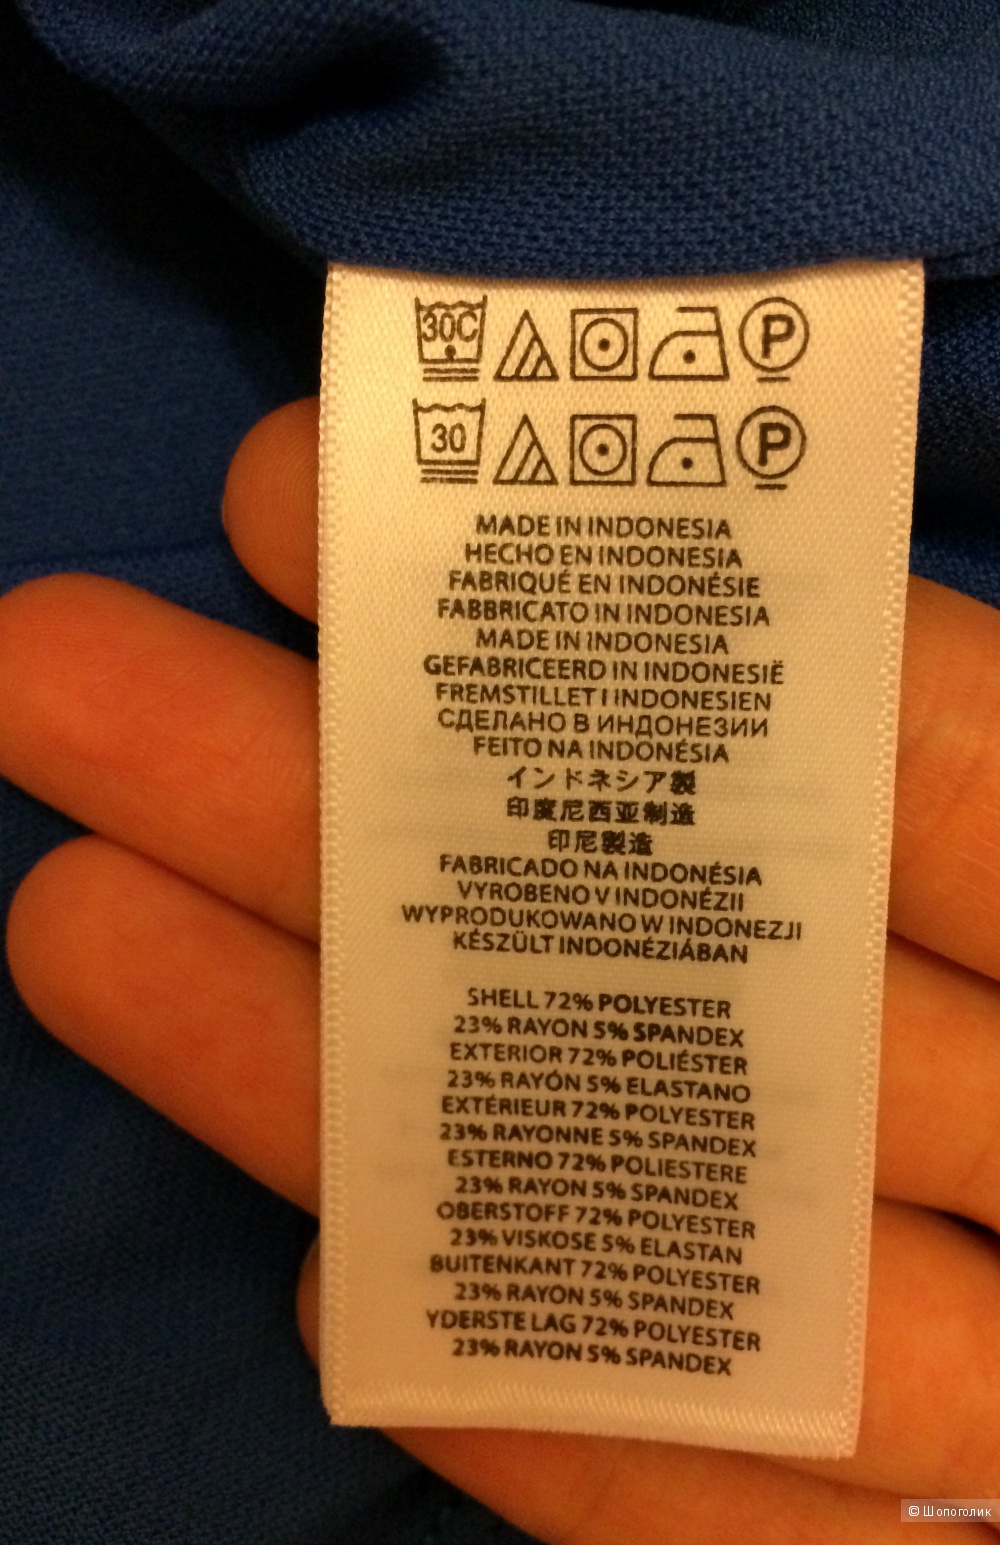 30C P
30 P
MADE IN INDONESIA
HECHO EN INDONESIA
FABRIQUÉ EN INDONÉSIE
FABBRICATO IN INDONESIA
MADE IN INDONESIA
GEFABRICEERD IN INDONESIË
FREMSTILLET I INDONESIEN
СДЕЛАНО В ИНДОНЕЗИИ
FEITO NA INDONÉSIA
インドネシア製
印度尼西亚制造
印尼製造
FABRICADO NA INDONÉSIA
VYROBENO V INDONÉZII
WYPRODUKOWANO W INDONEZJI
KÉSZÜLT INDONÉZIÁBAN
SHELL 72% POLYESTER
23% RAYON 5% SPANDEX
EXTERIOR 72% POLIÉSTER
23% RAYÓN 5% ELASTANO
EXTÉRIEUR 72% POLYESTER
23% RAYONNE 5% SPANDEX
ESTERNO 72% POLIESTERE
23% RAYON 5% SPANDEX
OBERSTOFF 72% POLYESTER
23% VISKOSE 5% ELASTAN
BUITENKANT 72% POLYESTER
23% RAYON 5% SPANDEX
YDERSTE LAG 72% POLYESTER
23% RAYON 5% SPANDEX
© Шопоголик